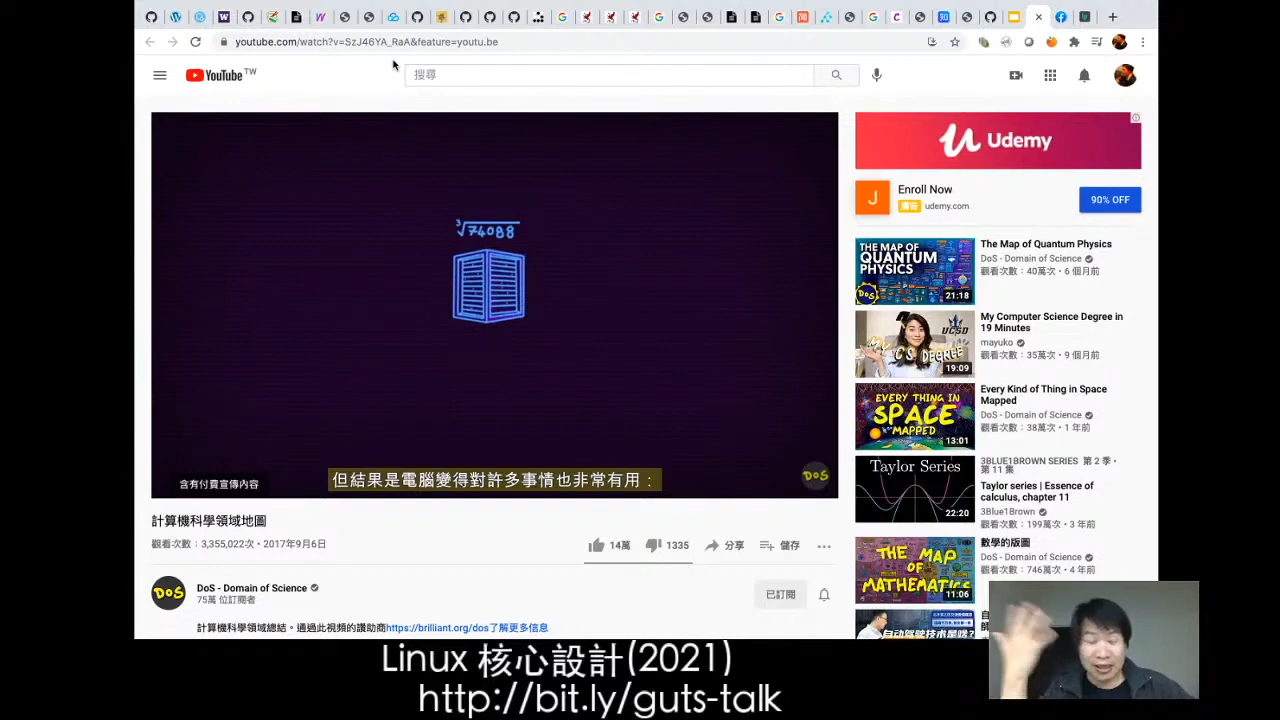 youtube.com/watch?v=SzJ46YA_RaA&feature=youtu.be
YouTube TW
搜尋
∛74088
但結果是電腦變得對許多事情也非常有用：
含有付費宣傳內容
DOS
計算機科學領域地圖
觀看次數：3,355,022次・2017年9月6日
14萬
1335
分享
儲存
DOS
DoS - Domain of Science
75萬 位訂閱者
已訂閱
計算機科學領域總結。通過此視頻的讚助商https://brilliant.org/dos了解更多信息
Udemy
J
Enroll Now
廣告 udemy.com
90% OFF
THE MAP OF QUANTUM PHYSICS
DOS
21:18
The Map of Quantum Physics
DoS - Domain of Science
觀看次數：40萬次・6 個月前
UCSD
MY CS DEGREE
19:09
My Computer Science Degree in
19 Minutes
mayuko
觀看次數：35萬次・9 個月前
EVERY THING IN SPACE MAPPED
13:01
Every Kind of Thing in Space
Mapped
DoS - Domain of Science
觀看次數：38萬次・1 年前
Taylor Series
22:20
3BLUE1BROWN SERIES 第 2 季・
第 11 集
Taylor series | Essence of
calculus, chapter 11
3Blue1Brown
觀看次數：199萬次・3 年前
THE MAP OF MATHEMATICS
11:06
數學的版圖
DoS - Domain of Science
觀看次數：746萬次・4 年前
自动驾驶技术是啥?
Linux 核心設計(2021)
http://bit.ly/guts-talk